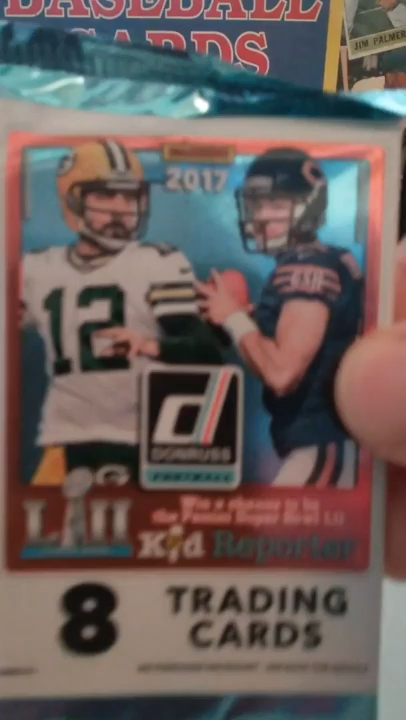 BASEBALL
CARDS
JIM PALMER
2017
12
DONRUSS
FOOTBALL
LII
Win a chance to be
the Panini Super Bowl LII
Kid Reporter
8 TRADING
CARDS